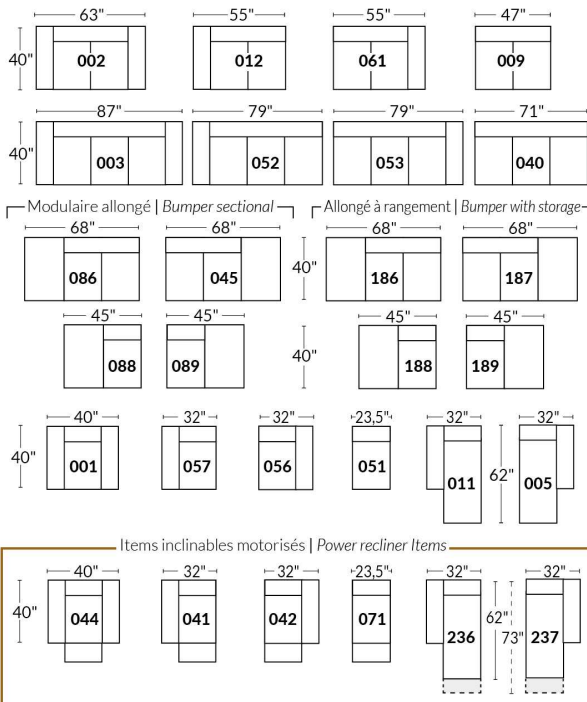 63" 55" 55" 47"
40" 002 012 061 009
87" 79" 79" 71"
40" 003 052 053 040
Modulaire allongé | Bumper sectional Allongé à rangement | Bumper with storage
68" 68" 68" 68"
086 045 40" 186 187
45" 45" 45" 45"
088 089 40" 188 189
40" 32" 32" 23,5" 32" 32"
40" 001 057 056 051 011 62" 005
Items inclinables motorisés | Power recliner Items
40" 32" 32" 23,5" 32" 32"
40" 044 041 042 071 236 62" 73" 237